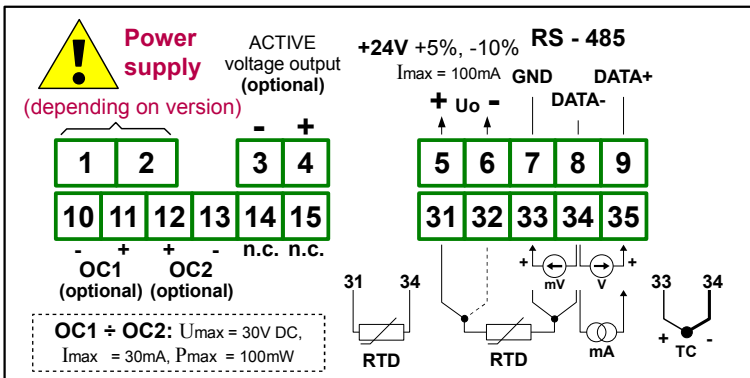 Power supply
(depending on version)
ACTIVE
voltage output
(optional)
- +
+24V +5%, -10%
Imax = 100mA
+ Uo -
RS - 485
GND
DATA-
DATA+
1 2 3 4 5 6 7 8 9
10 11 12 13 14 15 31 32 33 34 35
- + + - n.c. n.c.
OC1
(optional)
OC2
(optional)
OC1 ÷ OC2: Umax = 30V DC,
Imax = 30mA, Pmax = 100mW
31 34
RTD
RTD
+ mV
V +
mA
33 34
+ TC -